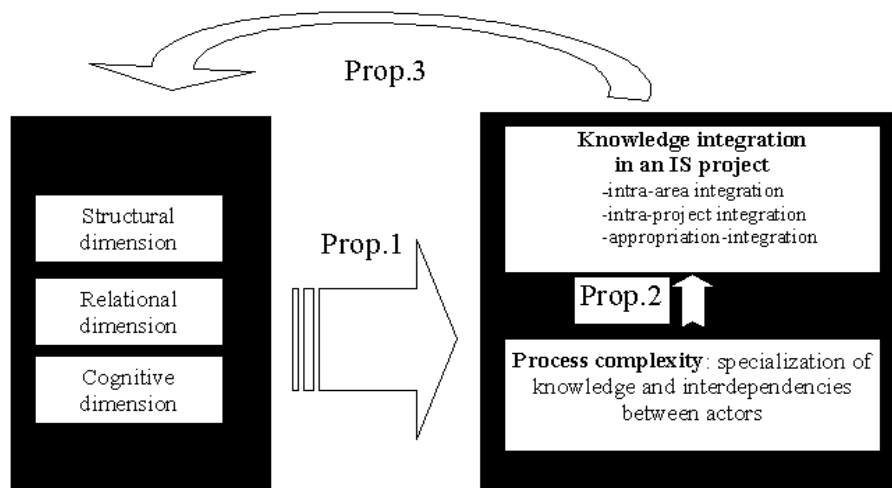 Prop.3
Structural
dimension
Relational
dimension
Cognitive
dimension
Prop.1
Knowledge integration
in an IS project
-intra-area integration
-intra-project integration
-appropriation-integration
Prop.2
Process complexity: specialization of
knowledge and interdependencies
between actors